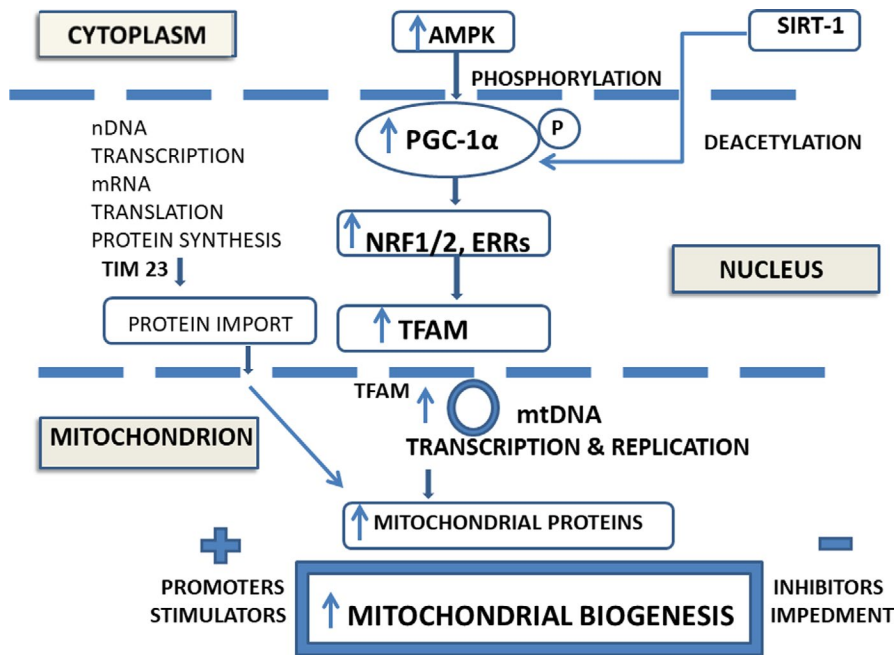 CYTOPLASM
AMPK
SIRT-1
PHOSPHORYLATION
nDNA
TRANSCRIPTION
mRNA
TRANSLATION
PROTEIN SYNTHESIS
TIM 23
PROTEIN IMPORT
PGC-1α
P
DEACETYLATION
NRF1/2, ERRs
NUCLEUS
TFAM
TFAM
mtDNA
TRANSCRIPTION & REPLICATION
MITOCHONDRION
MITOCHONDRIAL PROTEINS
PROMOTERS
STIMULATORS
MITOCHONDRIAL BIOGENESIS
INHIBITORS
IMPEDMENT